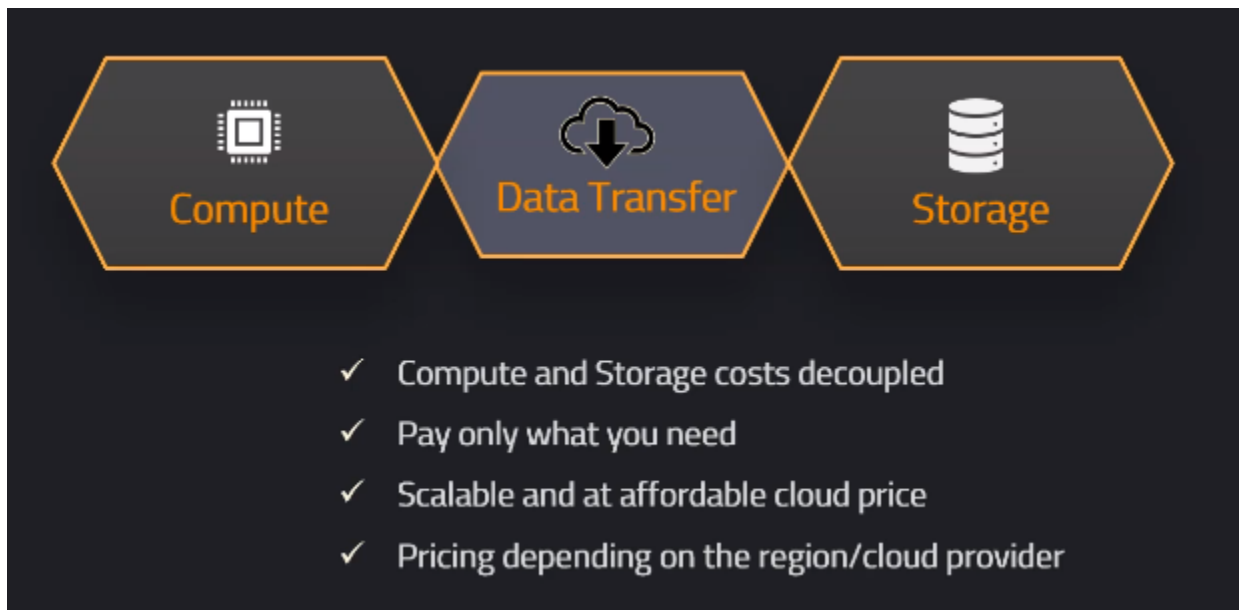 Compute
Data Transfer
Storage
✓ Compute and Storage costs decoupled
✓ Pay only what you need
✓ Scalable and at affordable cloud price
✓ Pricing depending on the region/cloud provider